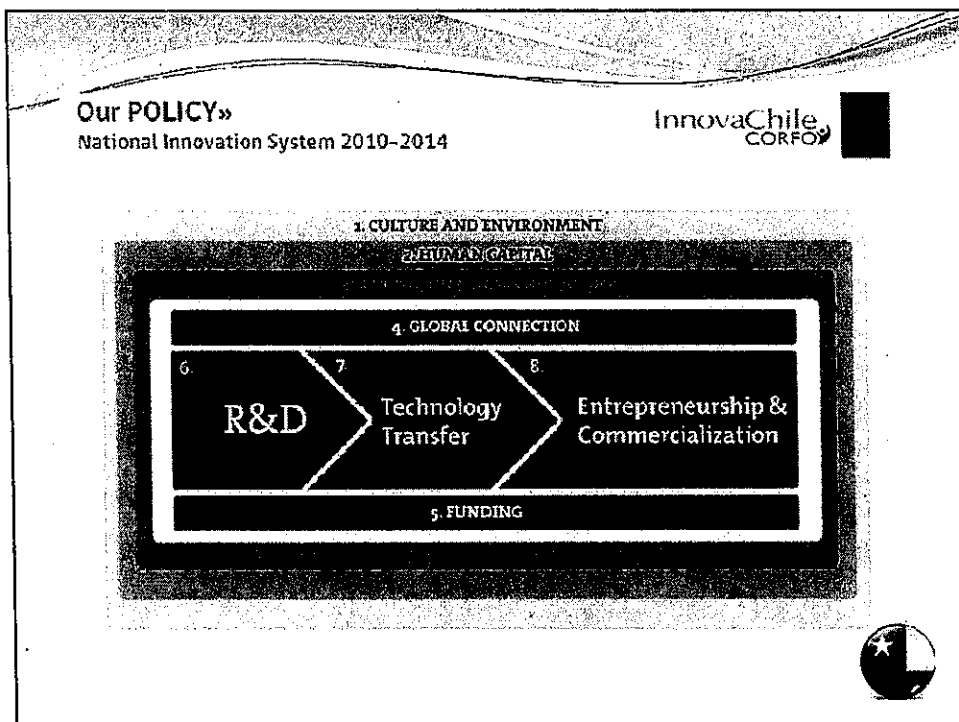 Our POLICY»
National Innovation System 2010-2014
InnovaChile
CORFO
1. CULTURE AND ENVIRONMENT
2. HUMAN CAPITAL
4. GLOBAL CONNECTION
6.
R&D
7.
Technology
Transfer
8.
Entrepreneurship &
Commercialization
5. FUNDING